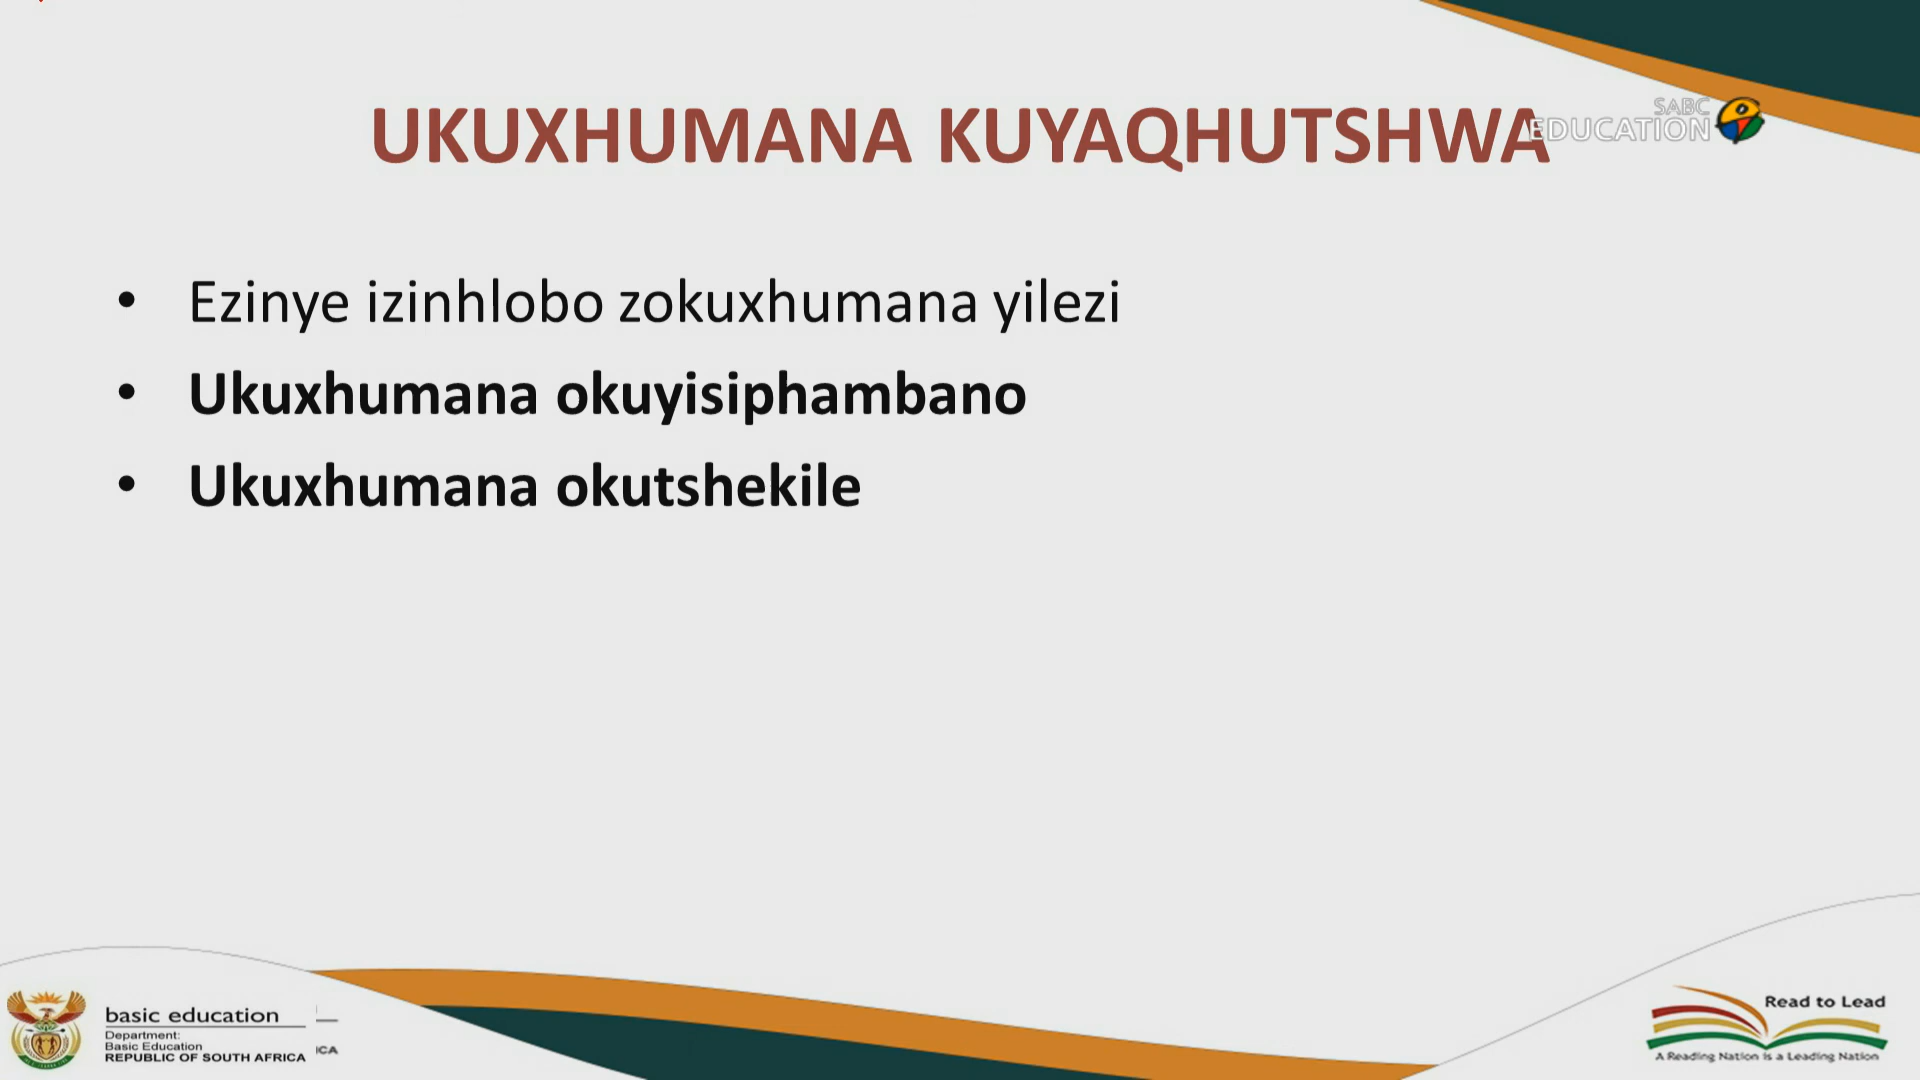 SABC
EDUCATION
UKUXHUMANA KUYAQHUTSHWA
• Ezinye izinhlobo zokuxhumana yilezi
• Ukuxhumana okuyisiphambano
• Ukuxhumana okutshekile
basic education
Department:
Basic Education
REPUBLIC OF SOUTH AFRICA
ICA
Read to Lead
A Reading Nation is a Leading Nation